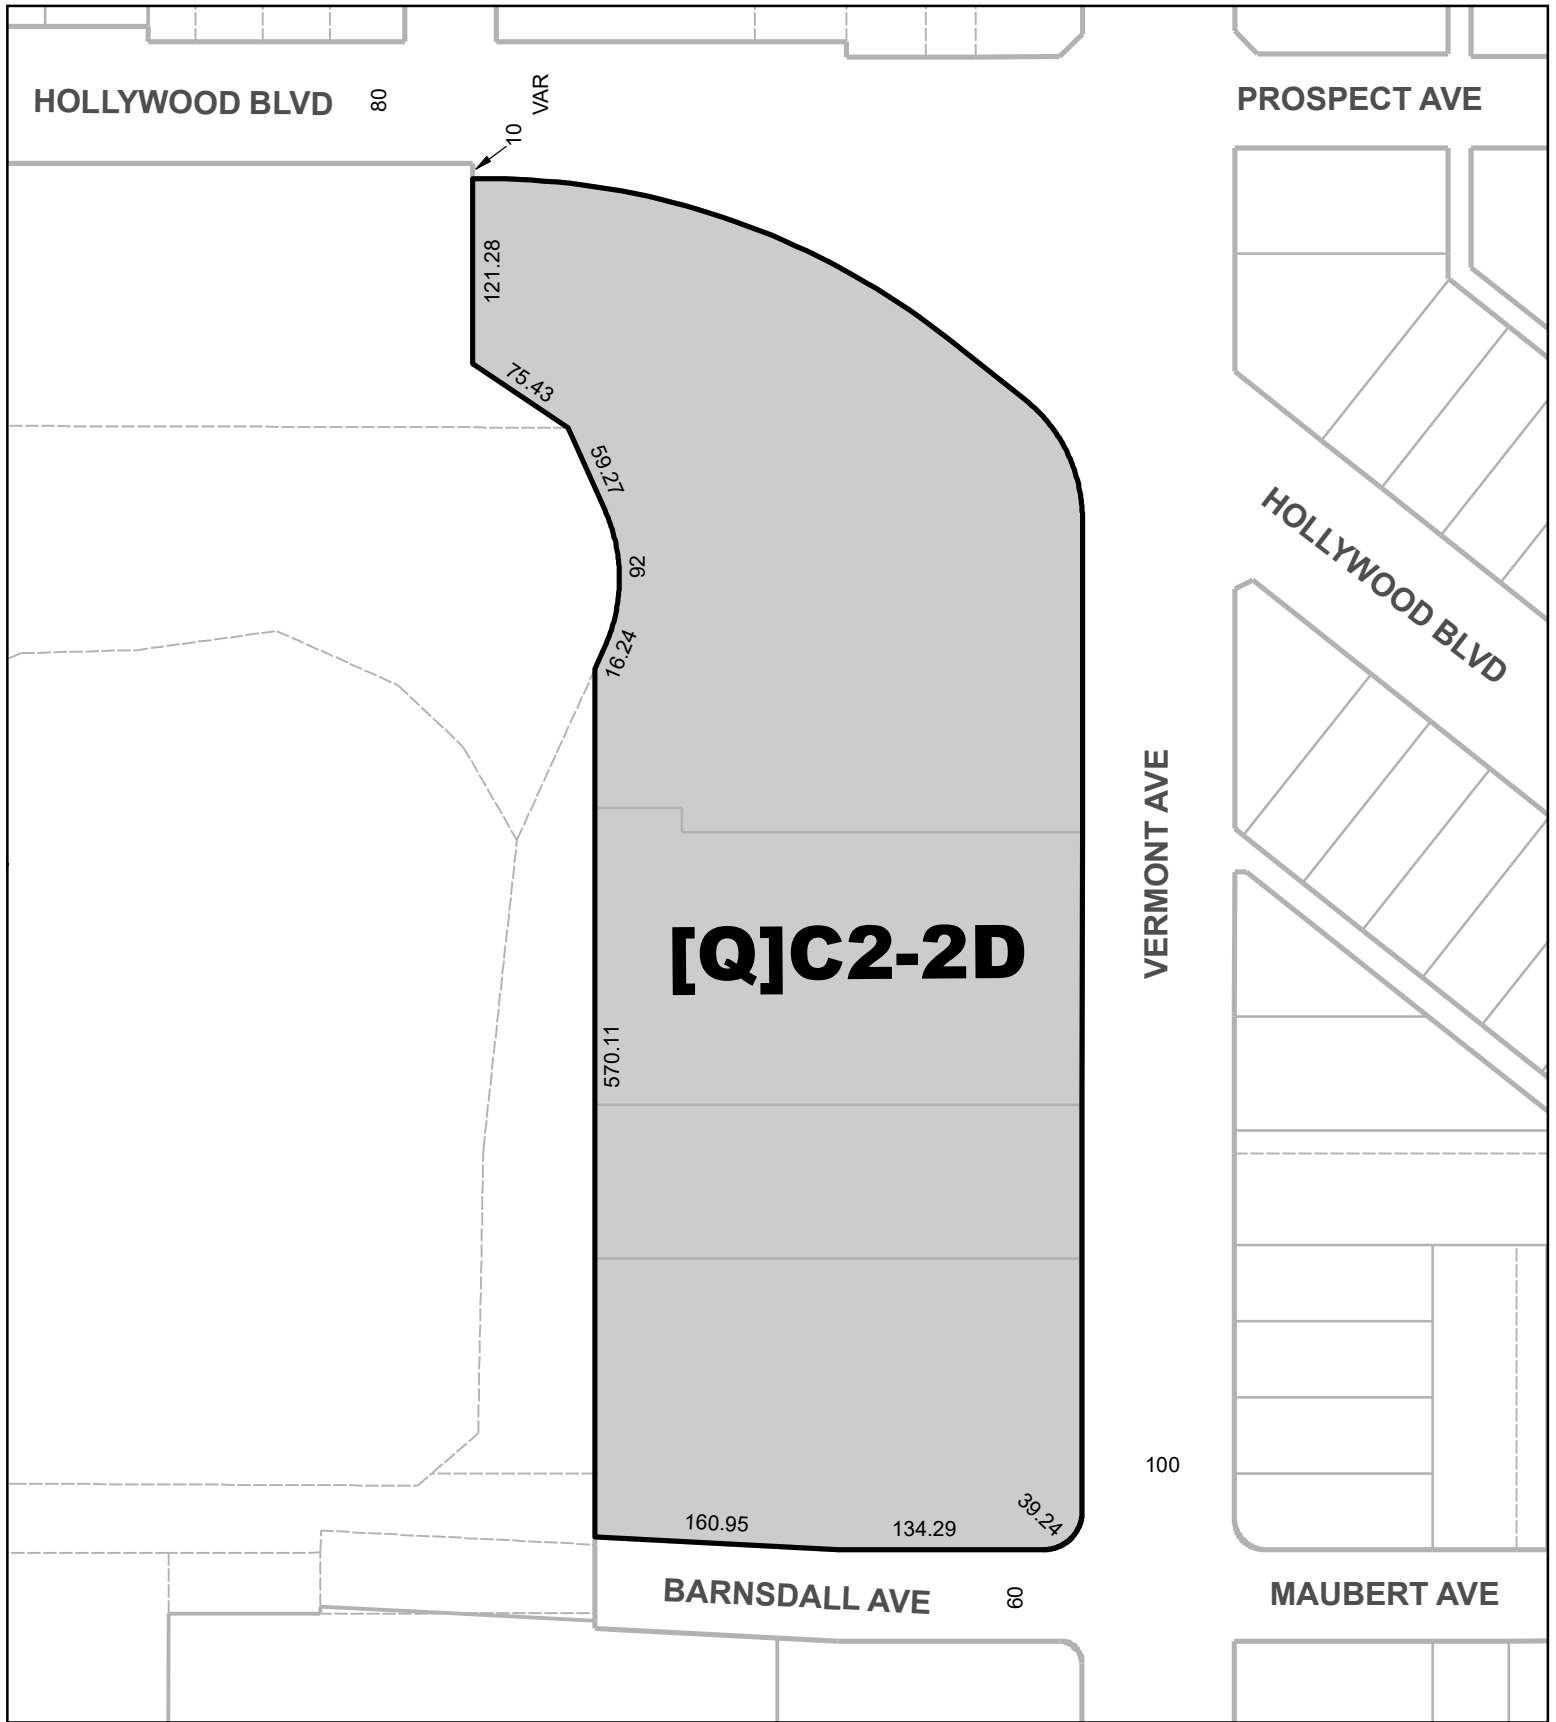 HOLLYWOOD BLVD
80
VAR
10
PROSPECT AVE
121.28
75.43
59.27
92
16.24
HOLLYWOOD BLVD
VERMONT AVE
[Q]C2-2D
570.11
100
39.24
160.95
134.29
BARNSDALL AVE
60
MAUBERT AVE